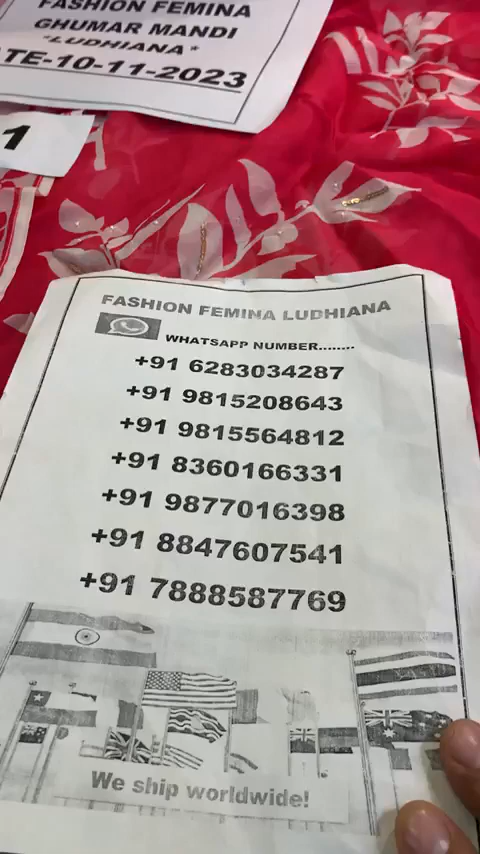 FASHION FEMINA
GHUMAR MANDI
"LUDHIANA"
TE-10-11-2023
1
FASHION FEMINA LUDHIANA
WHATSAPP NUMBER........
+91 6283034287
+91 9815208643
+91 9815564812
+91 8360166331
+91 9877016398
+91 8847607541
+91 7888587769
We ship worldwide!